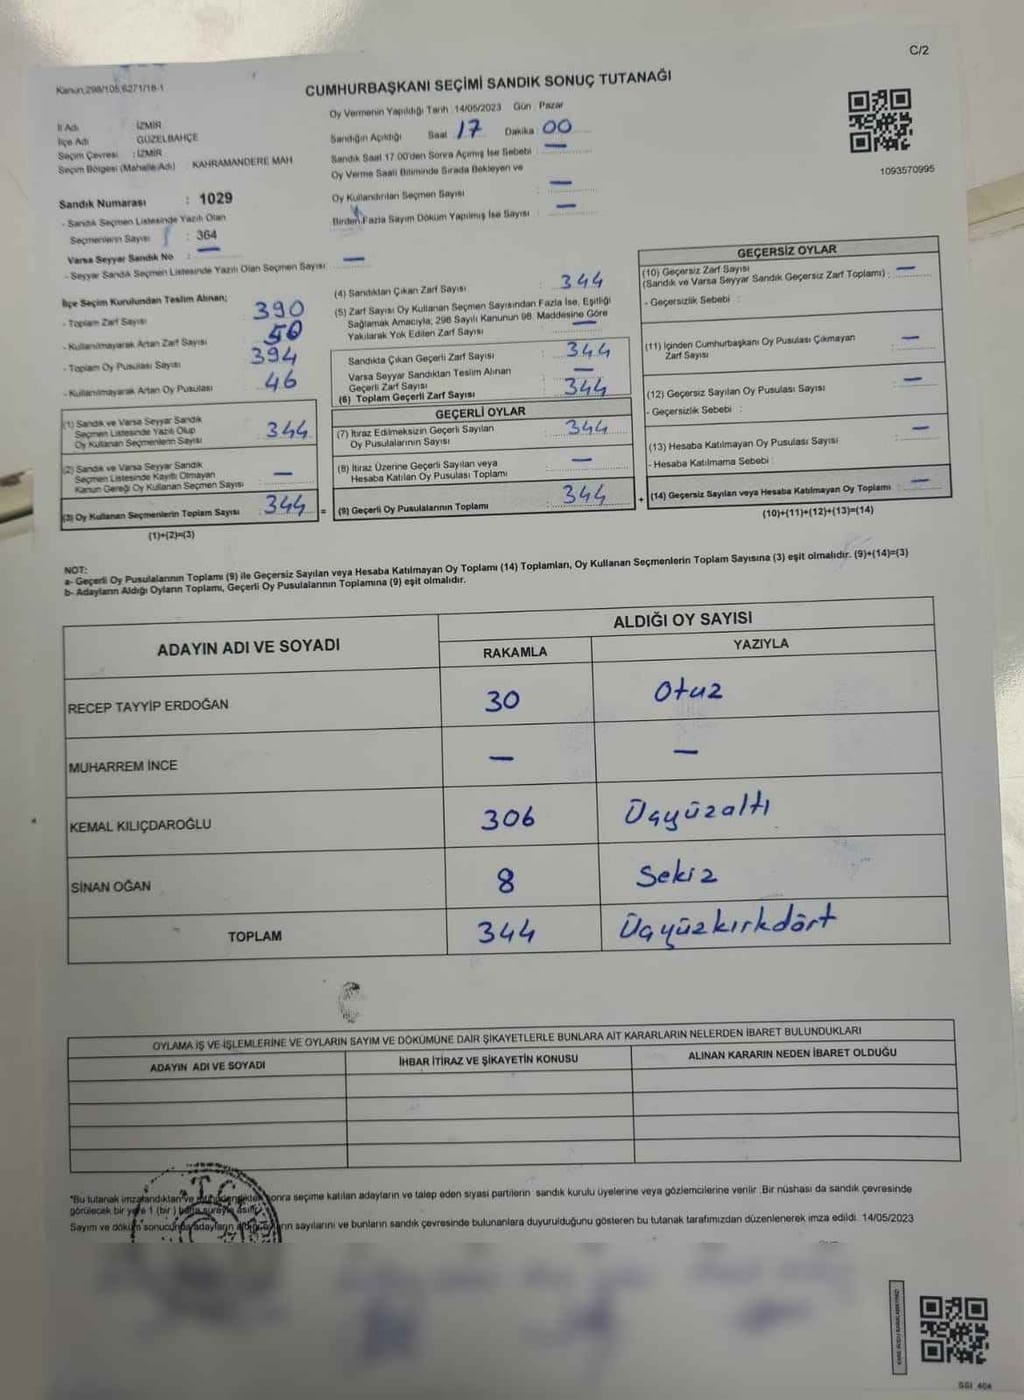 C/2
Kanun;298/105,6271/18-1
CUMHURBAŞKANI SEÇİMİ SANDIK SONUÇ TUTANAĞI
Oy Vermenin Yapıldığı Tarih : 14/05/2023 Gün : Pazar
İl Adı : İZMİR
İlçe Adı : GÜZELBAHÇE
Seçim Çevresi : İZMİR
Seçim Bölgesi (Mahalle Adı) : KAHRAMANDERE MAH
Sandığın Açıldığı Saat 17 Dakika 00
Sandık Saat 17.00'den Sonra Açılmış İse Sebebi : —
Oy Verme Saati Bitiminde Sırada Bekleyen ve
Oy Kullandırılan Seçmen Sayısı : —
Birden Fazla Sayım Döküm Yapılmış İse Sayısı : —
1093570995
Sandık Numarası : 1029
- Sandık Seçmen Listesinde Yazılı Olan
Seçmenlerin Sayısı : 364
Varsa Seyyar Sandık No : —
- Seyyar Sandık Seçmen Listesinde Yazılı Olan Seçmen Sayısı : —
İlçe Seçim Kurulundan Teslim Alınan;
- Toplam Zarf Sayısı 390
- Kullanılmayarak Artan Zarf Sayısı 50
- Toplam Oy Pusulası Sayısı 394
- Kullanılmayarak Artan Oy Pusulası 46
(1) Sandık ve Varsa Seyyar Sandık
Seçmen Listesinde Yazılı Olup
Oy Kullanan Seçmenlerin Sayısı : 344
(2) Sandık ve Varsa Seyyar Sandık
Seçmen Listesinde Kayıtlı Olmayan
Kanun Gereği Oy Kullanan Seçmen Sayısı : —
(3) Oy Kullanan Seçmenlerin Toplam Sayısı : 344 =
(1)+(2)=(3)
(4) Sandıktan Çıkan Zarf Sayısı : 344
(5) Zarf Sayısı Oy Kullanan Seçmen Sayısından Fazla İse, Eşitliği
Sağlamak Amacıyla; 298 Sayılı Kanunun 98. Maddesine Göre
Yakılarak Yok Edilen Zarf Sayısı : —
Sandıkta Çıkan Geçerli Zarf Sayısı : 344
Varsa Seyyar Sandıktan Teslim Alınan
Geçerli Zarf Sayısı : —
(6) Toplam Geçerli Zarf Sayısı : 344
GEÇERLİ OYLAR
(7) İtiraz Edilmeksizin Geçerli Sayılan
Oy Pusulalarının Sayısı : 344
(8) İtiraz Üzerine Geçerli Sayılan veya
Hesaba Katılan Oy Pusulası Toplamı : —
(9) Geçerli Oy Pusulalarının Toplamı : 344 +
GEÇERSİZ OYLAR
(10) Geçersiz Zarf Sayısı
(Sandık ve Varsa Seyyar Sandık Geçersiz Zarf Toplamı) : —
- Geçersizlik Sebebi :
(11) İçinden Cumhurbaşkanı Oy Pusulası Çıkmayan
Zarf Sayısı : —
(12) Geçersiz Sayılan Oy Pusulası Sayısı : —
- Geçersizlik Sebebi :
(13) Hesaba Katılmayan Oy Pusulası Sayısı : —
- Hesaba Katılmama Sebebi :
(14) Geçersiz Sayılan veya Hesaba Katılmayan Oy Toplamı : —
(10)+(11)+(12)+(13)=(14)
NOT:
a- Geçerli Oy Pusulalarının Toplamı (9) ile Geçersiz Sayılan veya Hesaba Katılmayan Oy Toplamı (14) Toplamları, Oy Kullanan Seçmenlerin Toplam Sayısına (3) eşit olmalıdır. (9)+(14)=(3)
b- Adayların Aldığı Oyların Toplamı, Geçerli Oy Pusulalarının Toplamına (9) eşit olmalıdır.
ADAYIN ADI VE SOYADI
ALDIĞI OY SAYISI
RAKAMLA YAZIYLA
RECEP TAYYİP ERDOĞAN 30 Otuz
MUHARREM İNCE — —
KEMAL KILIÇDAROĞLU 306 Üçyüzaltı
SİNAN OĞAN 8 Sekiz
TOPLAM 344 Üçyüzkırkdört
OYLAMA İŞ VE İŞLEMLERİNE VE OYLARIN SAYIM VE DÖKÜMÜNE DAİR ŞİKAYETLERLE BUNLARA AİT KARARLARIN NELERDEN İBARET BULUNDUKLARI
ADAYIN ADI VE SOYADI İHBAR İTİRAZ VE ŞİKAYETİN KONUSU ALINAN KARARIN NEDEN İBARET OLDUĞU
*Bu tutanak imzalandıktan ve mühürlendikten sonra seçime katılan adayların ve talep eden siyasi partilerin sandık kurulu üyelerine veya gözlemcilerine verilir. Bir nüshası da sandık çevresinde
görülecek bir yere 1 (bir) hafta süreyle asılır.
Sayım ve döküm sonucunda adayların aldığı oyların sayılarını ve bunların sandık çevresinde bulunanlara duyurulduğunu gösteren bu tutanak tarafımızdan düzenlenerek imza edildi. 14/05/2023